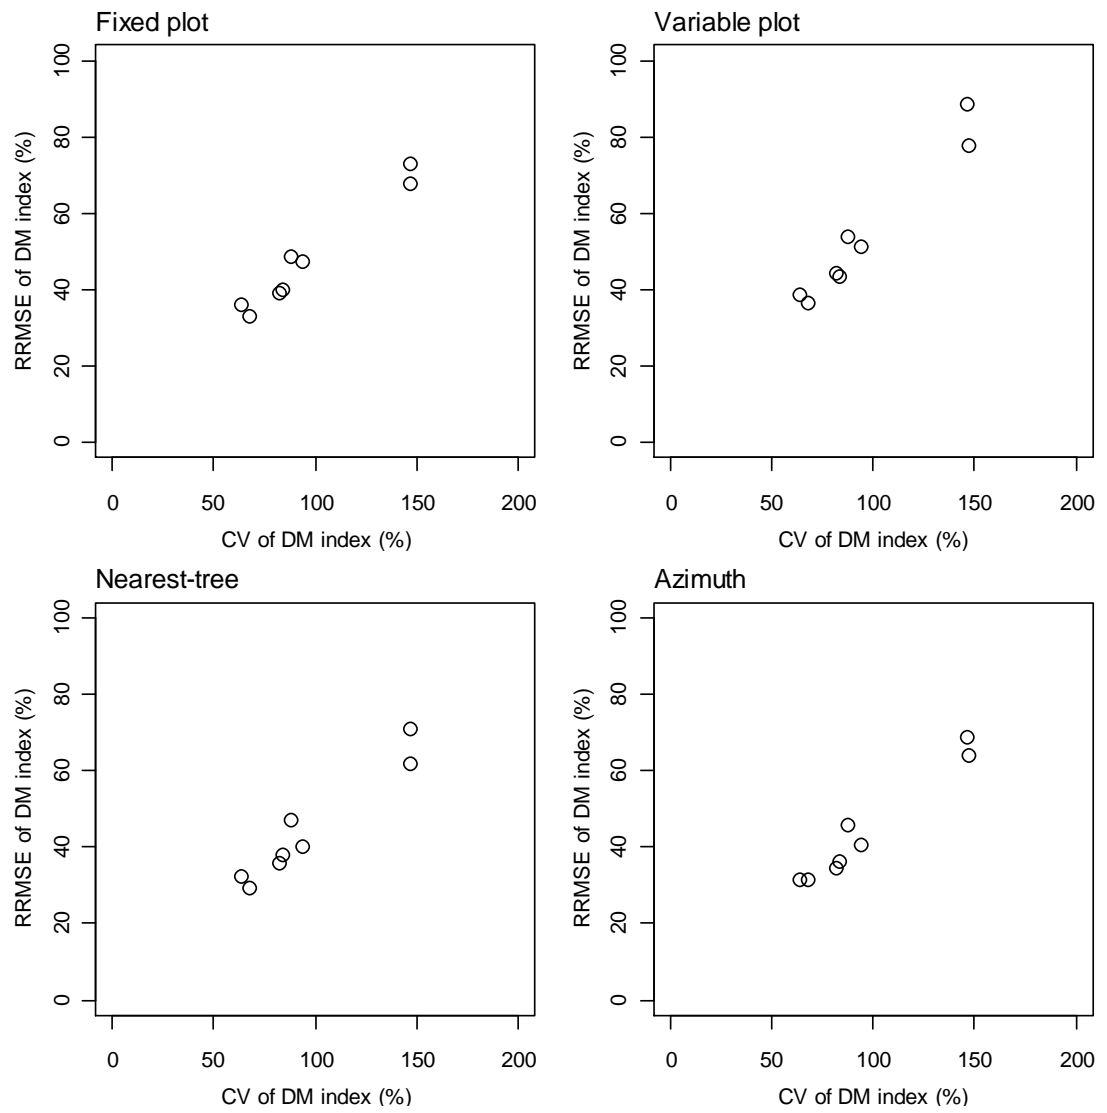 Fixed plot
RRMSE of DM index (%)
100
80
60
40
20
0
0 50 100 150 200
CV of DM index (%)
Variable plot
RRMSE of DM index (%)
100
80
60
40
20
0
0 50 100 150 200
CV of DM index (%)
Nearest-tree
RRMSE of DM index (%)
100
80
60
40
20
0
0 50 100 150 200
CV of DM index (%)
Azimuth
RRMSE of DM index (%)
100
80
60
40
20
0
0 50 100 150 200
CV of DM index (%)